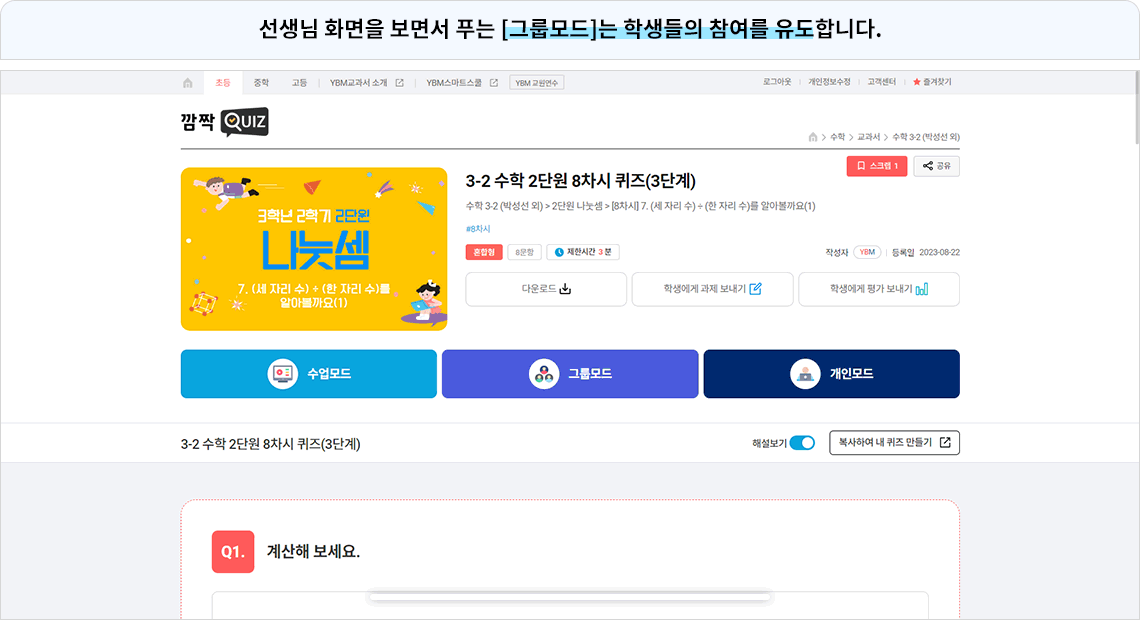 선생님 화면을 보면서 푸는 [그룹모드]는 학생들의 참여를 유도합니다.
초등 중학 고등 YBM교과서 소개 YBM스마트스쿨 YBM 교원연수 로그아웃 개인정보수정 고객센터 즐겨찾기
깜짝 QUIZ
수학 > 교과서 > 수학 3-2 (박성선 외)
스크랩 1 공유
3-2 수학 2단원 8차시 퀴즈(3단계)
수학 3-2 (박성선 외) > 2단원 나눗셈 > [8차시] 7. (세 자리 수) ÷ (한 자리 수)를 알아볼까요(1)
#8차시
혼합형 8문항 제한시간 3 분 작성자 YBM 등록일 2023-08-22
다운로드 학생에게 과제 보내기 학생에게 평가 보내기
3학년 2학기 2단원
나눗셈
7. (세 자리 수) ÷ (한 자리 수)를
알아볼까요(1)
수업모드 그룹모드 개인모드
3-2 수학 2단원 8차시 퀴즈(3단계) 해설보기 복사하여 내 퀴즈 만들기
Q1. 계산해 보세요.